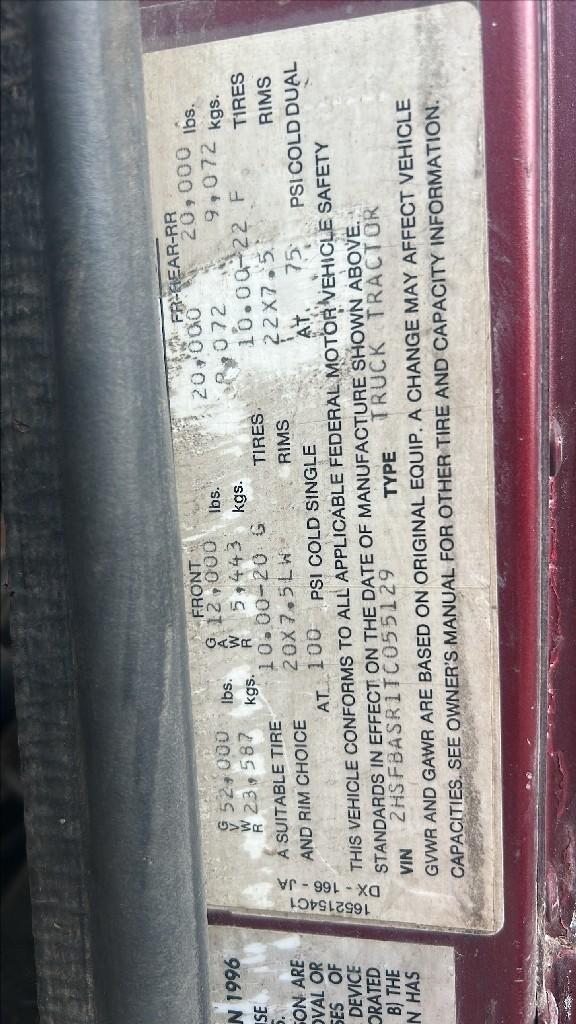 FRONT FR-REAR-RR
G V W R 52,000 lbs. G A W R 12,000 lbs. 20,000 20,000 lbs.
23,587 kgs. 5,443 kgs. 9,072 kgs.
A SUITABLE TIRE 10.00-20 G TIRES 10.00-22 F TIRES
AND RIM CHOICE 20X7.5LW RIMS 22X7.5 RIMS
AT 100 PSI COLD SINGLE AT 75 PSI COLD DUAL
THIS VEHICLE CONFORMS TO ALL APPLICABLE FEDERAL MOTOR VEHICLE SAFETY
STANDARDS IN EFFECT ON THE DATE OF MANUFACTURE SHOWN ABOVE.
VIN 2HSFBASR1TC055129 TYPE TRUCK TRACTOR
GVWR AND GAWR ARE BASED ON ORIGINAL EQUIP. A CHANGE MAY AFFECT VEHICLE
CAPACITIES. SEE OWNER'S MANUAL FOR OTHER TIRE AND CAPACITY INFORMATION.
1652154C1
DX - 166 - JA
N 1996
SE
S.
SON ARE
OVAL OR
SES OF
DEVICE
ORATED
B) THE
N HAS